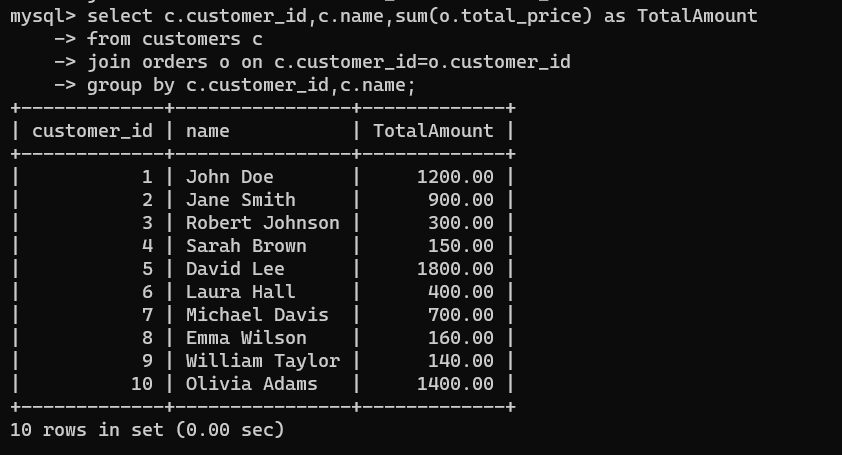 mysql> select c.customer_id,c.name,sum(o.total_price) as TotalAmount
    -> from customers c
    -> join orders o on c.customer_id=o.customer_id
    -> group by c.customer_id,c.name;
+-------------+----------------+-------------+
| customer_id | name           | TotalAmount |
+-------------+----------------+-------------+
|           1 | John Doe       |     1200.00 |
|           2 | Jane Smith     |      900.00 |
|           3 | Robert Johnson |      300.00 |
|           4 | Sarah Brown    |      150.00 |
|           5 | David Lee      |     1800.00 |
|           6 | Laura Hall     |      400.00 |
|           7 | Michael Davis  |      700.00 |
|           8 | Emma Wilson    |      160.00 |
|           9 | William Taylor |      140.00 |
|          10 | Olivia Adams   |     1400.00 |
+-------------+----------------+-------------+
10 rows in set (0.00 sec)